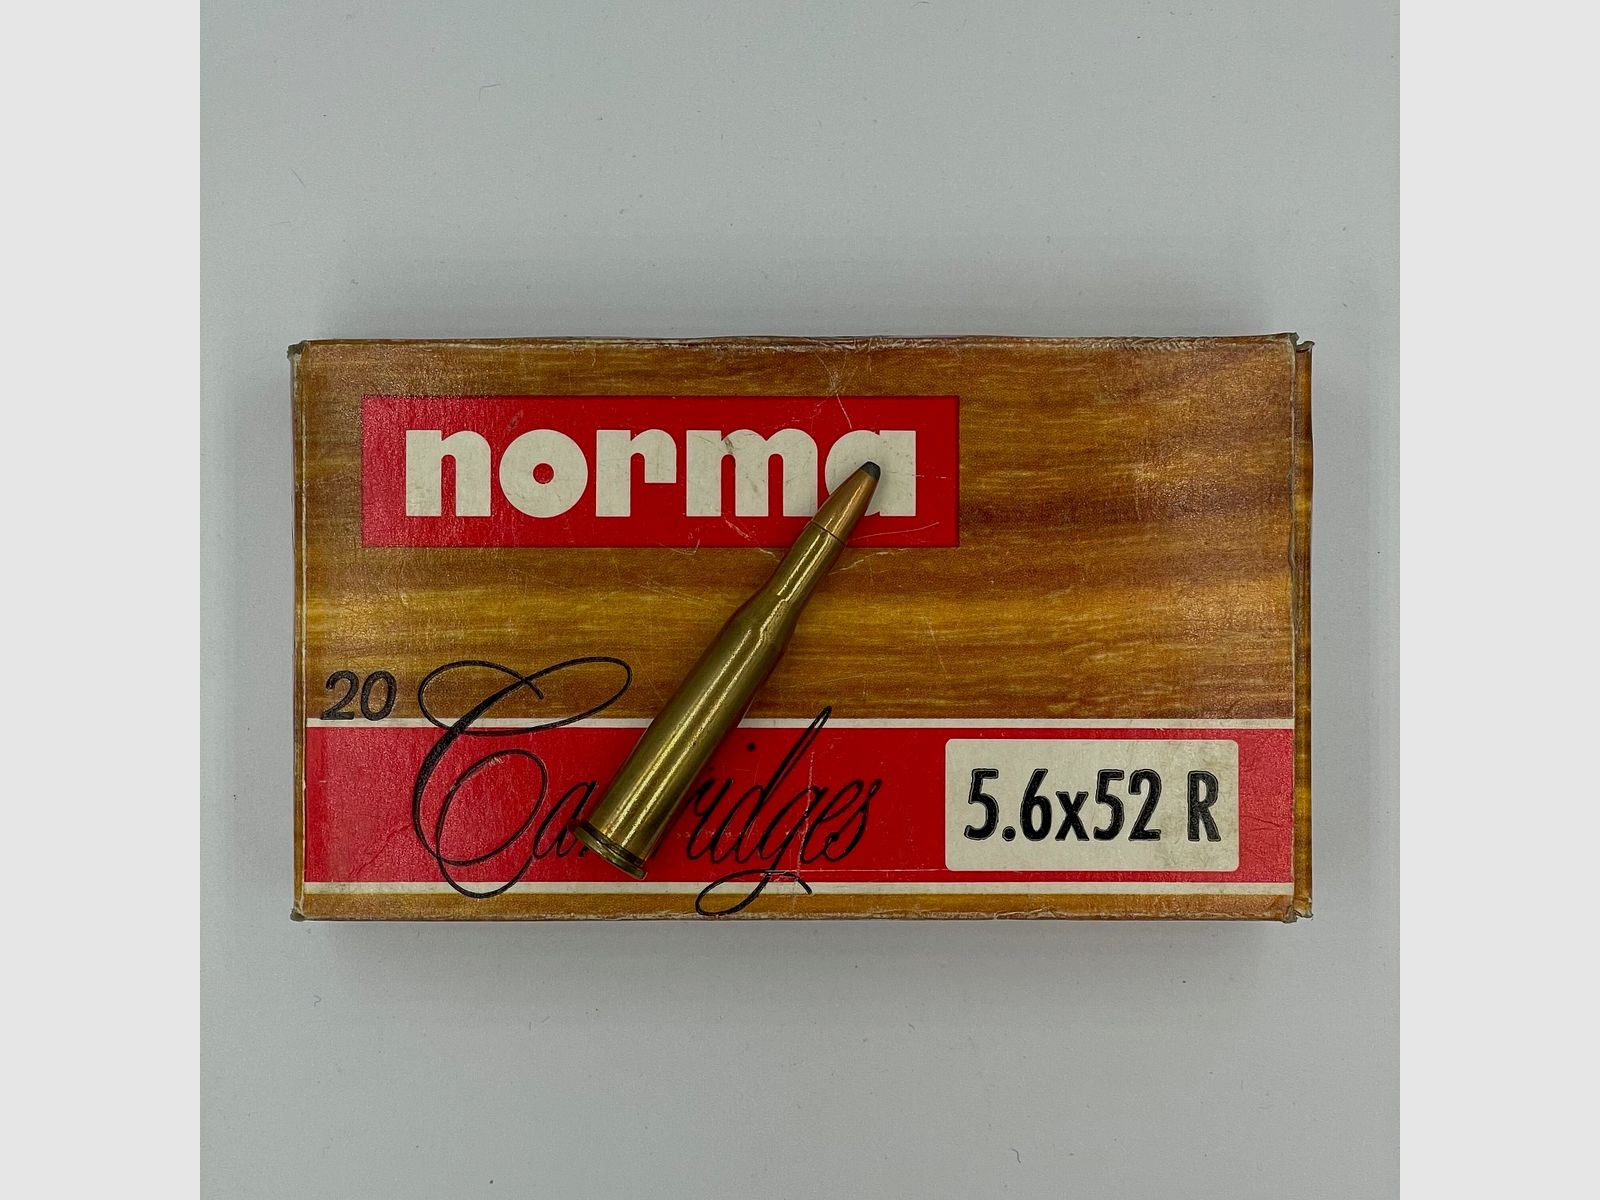 norma
20 Cartridges
5.6x52 R